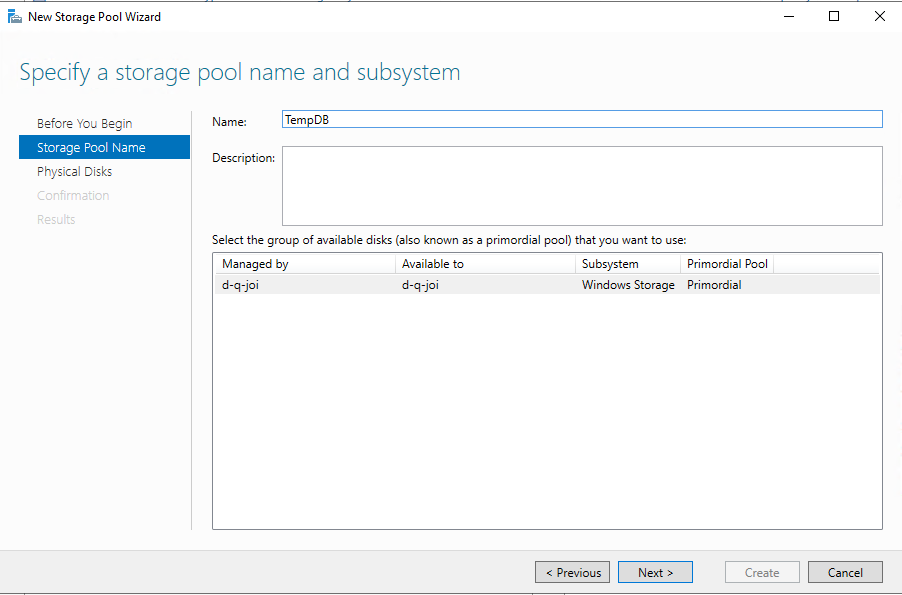 New Storage Pool Wizard
Specify a storage pool name and subsystem
Before You Begin
Storage Pool Name
Physical Disks
Confirmation
Results
Name: TempDB
Description:
Select the group of available disks (also known as a primordial pool) that you want to use:
Managed by Available to Subsystem Primordial Pool
d-q-joi d-q-joi Windows Storage Primordial
< Previous Next > Create Cancel